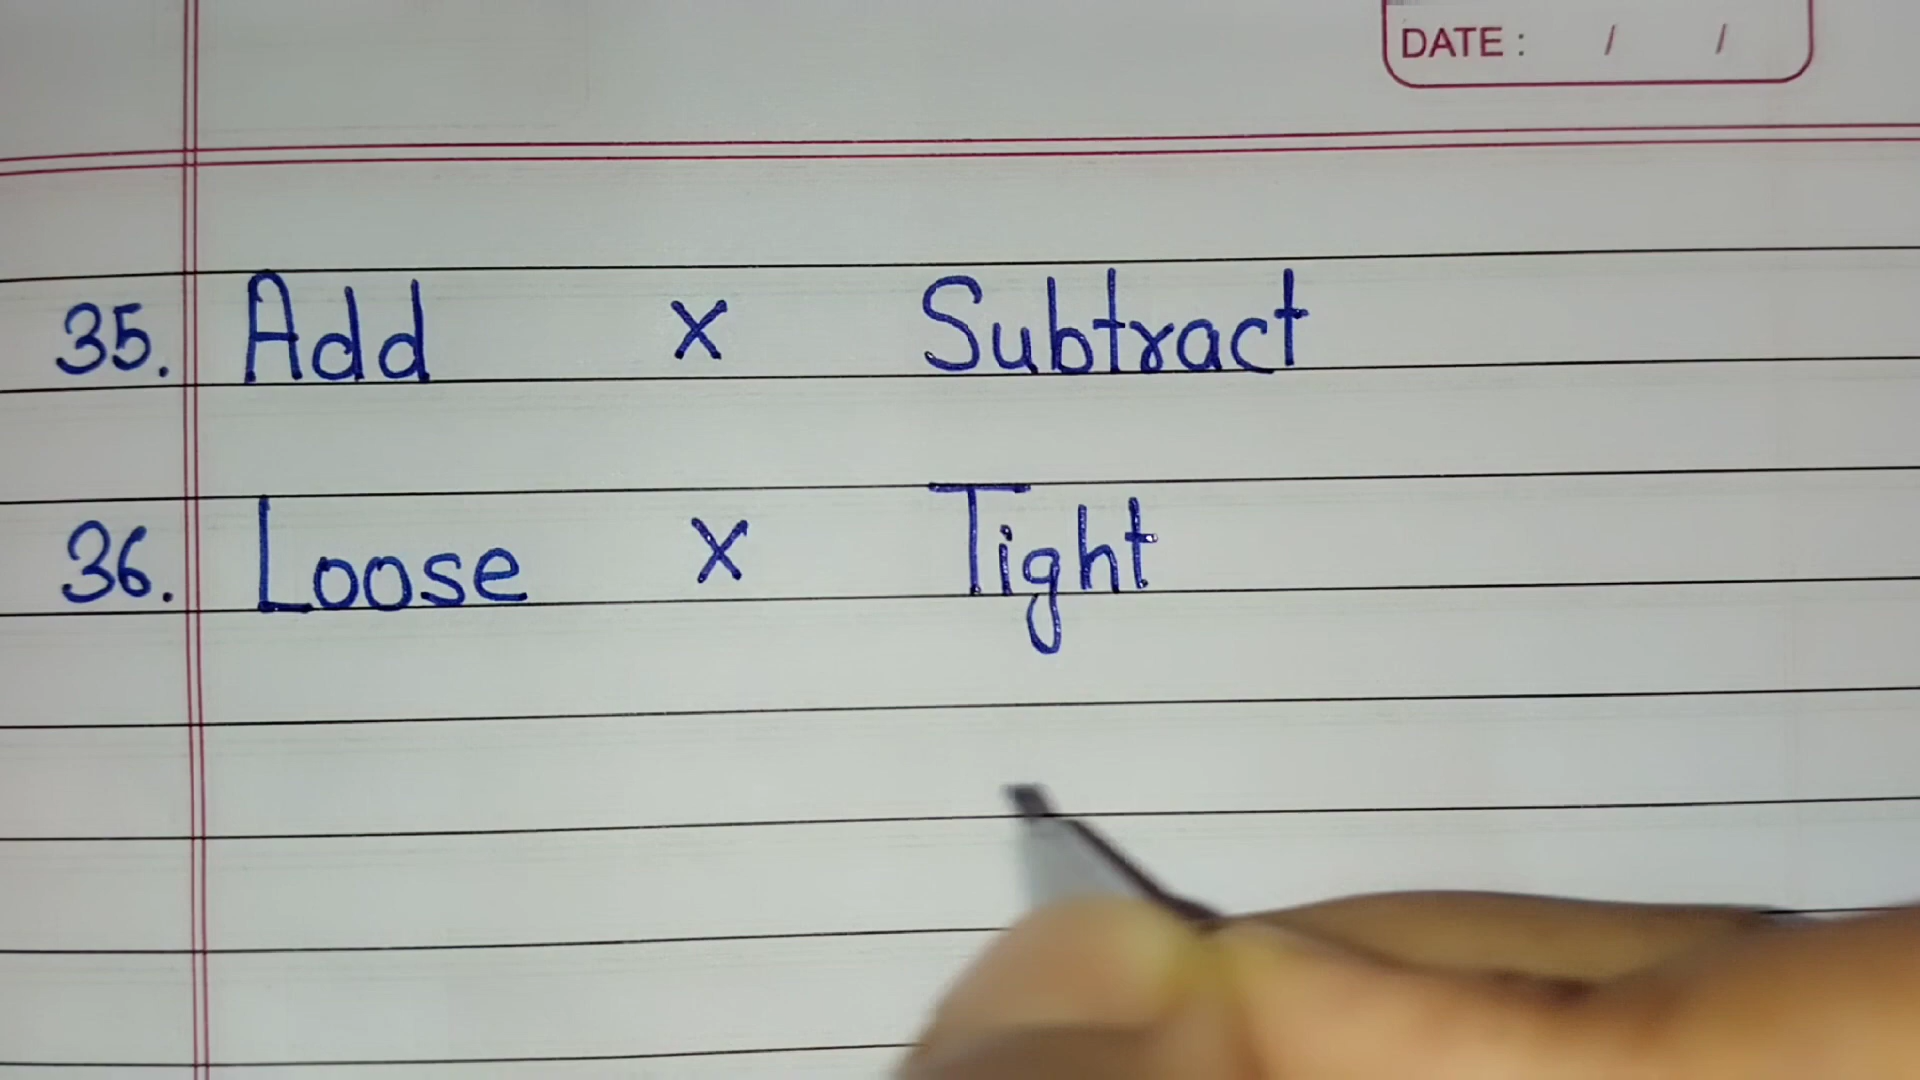 DATE : / /
35. Add x Subtract
36. Loose x Tight